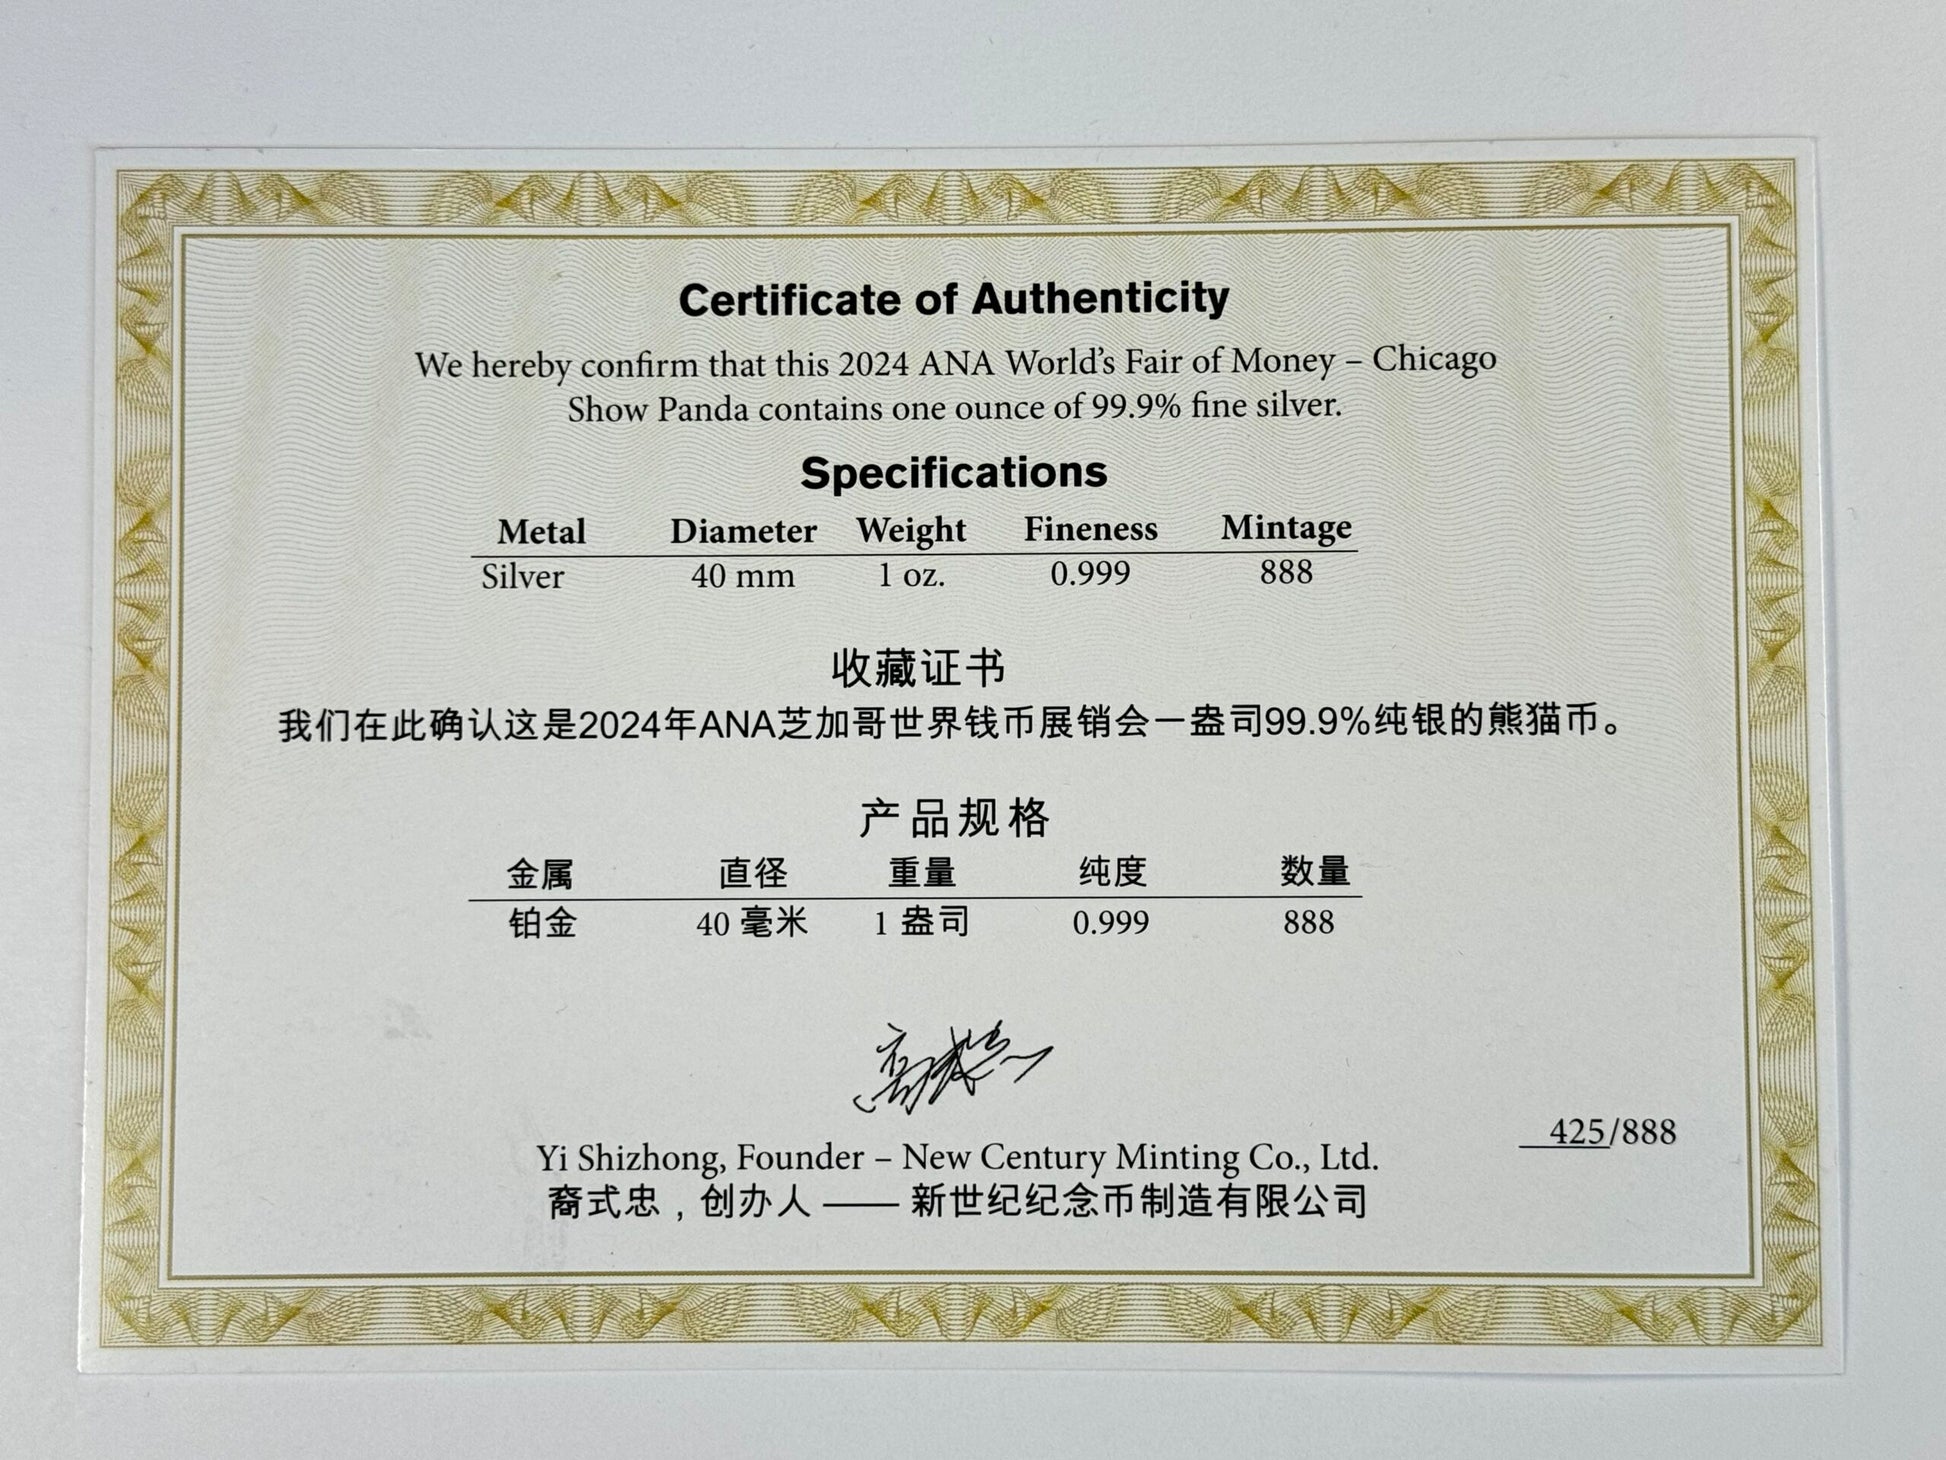 Certificate of Authenticity
We hereby confirm that this 2024 ANA World's Fair of Money – Chicago
Show Panda contains one ounce of 99.9% fine silver.
Specifications
Metal Diameter Weight Fineness Mintage
Silver 40 mm 1 oz. 0.999 888
收藏证书
我们在此确认这是2024年ANA芝加哥世界钱币展销会一盎司99.9%纯银的熊猫币。
产品规格
金属 直径 重量 纯度 数量
铂金 40 毫米 1 盎司 0.999 888
425/888
Yi Shizhong, Founder – New Century Minting Co., Ltd.
裔式忠，创办人 —— 新世纪纪念币制造有限公司